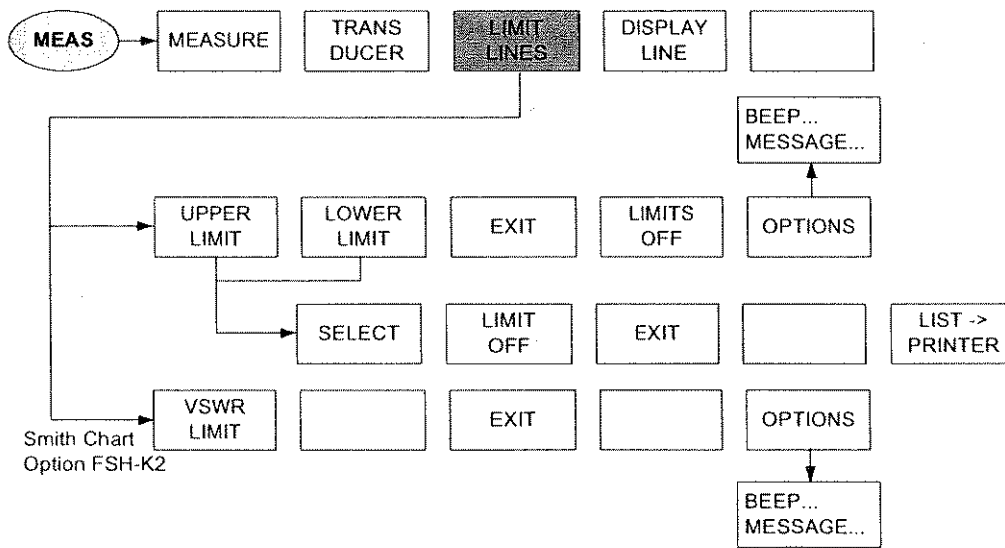 MEAS
MEASURE
TRANS
DUCER
LIMIT
LINES
DISPLAY
LINE
BEEP...
MESSAGE...
UPPER
LIMIT
LOWER
LIMIT
EXIT
LIMITS
OFF
OPTIONS
SELECT
LIMIT
OFF
EXIT
LIST ->
PRINTER
VSWR
LIMIT
EXIT
OPTIONS
Smith Chart
Option FSH-K2
BEEP...
MESSAGE...